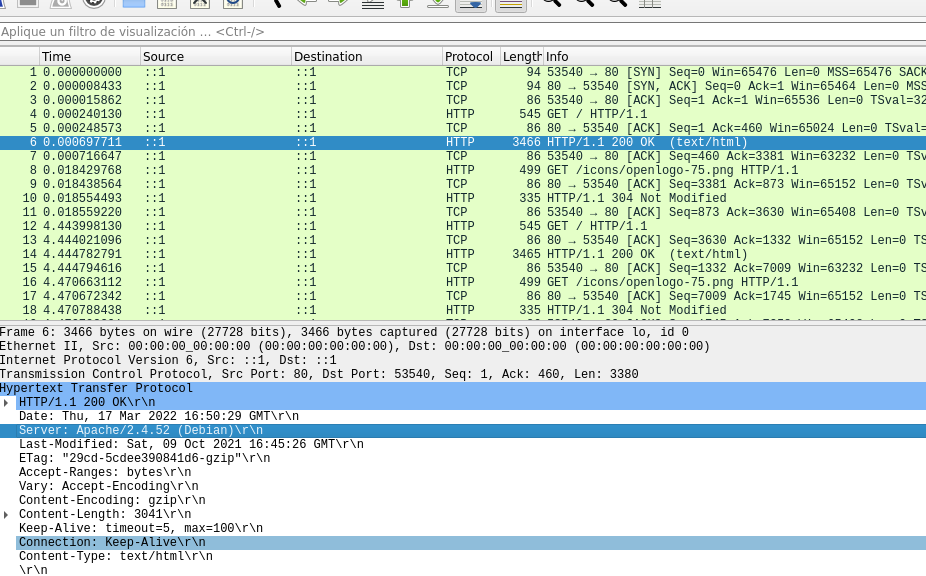 Aplique un filtro de visualización ... <Ctrl-/>
Time Source Destination Protocol Length Info
1 0.000000000 ::1 ::1 TCP 94 53540 → 80 [SYN] Seq=0 Win=65476 Len=0 MSS=65476 SACK
2 0.000008433 ::1 ::1 TCP 94 80 → 53540 [SYN, ACK] Seq=0 Ack=1 Win=65464 Len=0 MSS
3 0.000015862 ::1 ::1 TCP 86 53540 → 80 [ACK] Seq=1 Ack=1 Win=65536 Len=0 TSval=32
4 0.000240130 ::1 ::1 HTTP 545 GET / HTTP/1.1
5 0.000248573 ::1 ::1 TCP 86 80 → 53540 [ACK] Seq=1 Ack=460 Win=65024 Len=0 TSval=
6 0.000697711 ::1 ::1 HTTP 3466 HTTP/1.1 200 OK (text/html)
7 0.000716647 ::1 ::1 TCP 86 53540 → 80 [ACK] Seq=460 Ack=3381 Win=63232 Len=0 TSv
8 0.018429768 ::1 ::1 HTTP 499 GET /icons/openlogo-75.png HTTP/1.1
9 0.018438564 ::1 ::1 TCP 86 80 → 53540 [ACK] Seq=3381 Ack=873 Win=65152 Len=0 TSv
10 0.018554493 ::1 ::1 HTTP 335 HTTP/1.1 304 Not Modified
11 0.018559220 ::1 ::1 TCP 86 53540 → 80 [ACK] Seq=873 Ack=3630 Win=65408 Len=0 TSv
12 4.443998130 ::1 ::1 HTTP 545 GET / HTTP/1.1
13 4.444021096 ::1 ::1 TCP 86 80 → 53540 [ACK] Seq=3630 Ack=1332 Win=65152 Len=0 TS
14 4.444782791 ::1 ::1 HTTP 3465 HTTP/1.1 200 OK (text/html)
15 4.444794616 ::1 ::1 TCP 86 53540 → 80 [ACK] Seq=1332 Ack=7009 Win=63232 Len=0 TS
16 4.470663112 ::1 ::1 HTTP 499 GET /icons/openlogo-75.png HTTP/1.1
17 4.470672342 ::1 ::1 TCP 86 80 → 53540 [ACK] Seq=7009 Ack=1745 Win=65152 Len=0 TS
18 4.470788438 ::1 ::1 HTTP 335 HTTP/1.1 304 Not Modified
Frame 6: 3466 bytes on wire (27728 bits), 3466 bytes captured (27728 bits) on interface lo, id 0
Ethernet II, Src: 00:00:00_00:00:00 (00:00:00:00:00:00), Dst: 00:00:00_00:00:00 (00:00:00:00:00:00)
Internet Protocol Version 6, Src: ::1, Dst: ::1
Transmission Control Protocol, Src Port: 80, Dst Port: 53540, Seq: 1, Ack: 460, Len: 3380
Hypertext Transfer Protocol
HTTP/1.1 200 OK\r\n
Date: Thu, 17 Mar 2022 16:50:29 GMT\r\n
Server: Apache/2.4.52 (Debian)\r\n
Last-Modified: Sat, 09 Oct 2021 16:45:26 GMT\r\n
ETag: "29cd-5cdee390841d6-gzip"\r\n
Accept-Ranges: bytes\r\n
Vary: Accept-Encoding\r\n
Content-Encoding: gzip\r\n
Content-Length: 3041\r\n
Keep-Alive: timeout=5, max=100\r\n
Connection: Keep-Alive\r\n
Content-Type: text/html\r\n
\r\n